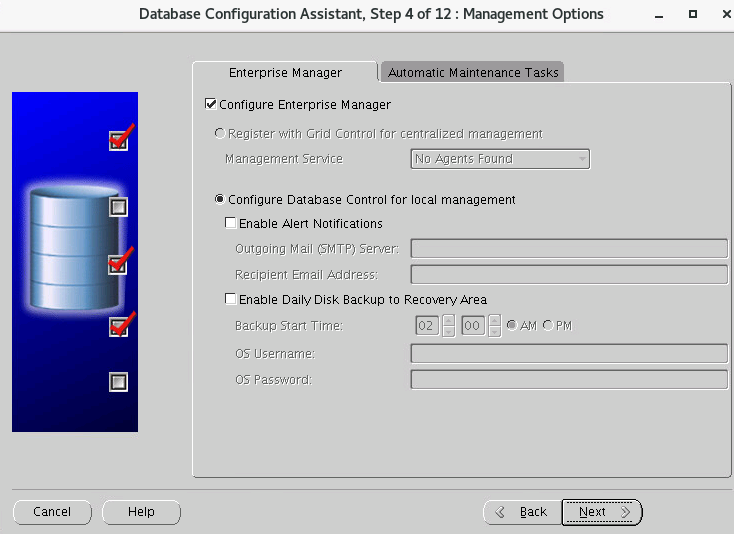 Database Configuration Assistant, Step 4 of 12 : Management Options
Enterprise Manager
Automatic Maintenance Tasks
Configure Enterprise Manager
Register with Grid Control for centralized management
Management Service
No Agents Found
Configure Database Control for local management
Enable Alert Notifications
Outgoing Mail (SMTP) Server:
Recipient Email Address:
Enable Daily Disk Backup to Recovery Area
Backup Start Time: 02 00 AM PM
OS Username:
OS Password:
Cancel Help Back Next